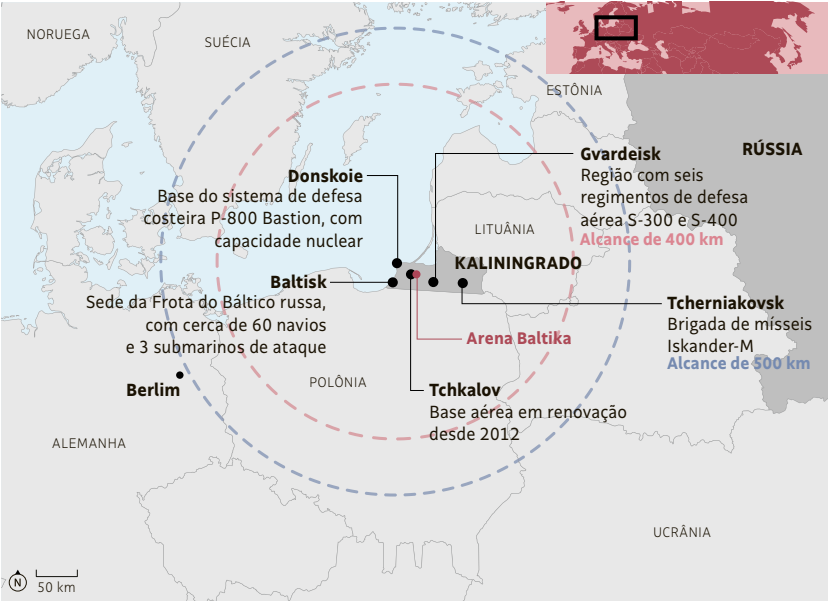 NORUEGA
SUÉCIA
ESTÔNIA
RÚSSIA
Donskoie
Base do sistema de defesa
costeira P-800 Bastion, com
capacidade nuclear
Gvardeisk
Região com seis
regimentos de defesa
aérea S-300 e S-400
Alcance de 400 km
LITUÂNIA
KALININGRADO
Baltisk
Sede da Frota do Báltico russa,
com cerca de 60 navios
e 3 submarinos de ataque
Tcherniakovsk
Brigada de mísseis
Iskander-M
Alcance de 500 km
Arena Baltika
Berlim
POLÔNIA
Tchkalov
Base aérea em renovação
desde 2012
ALEMANHA
UCRÂNIA
N
50 km